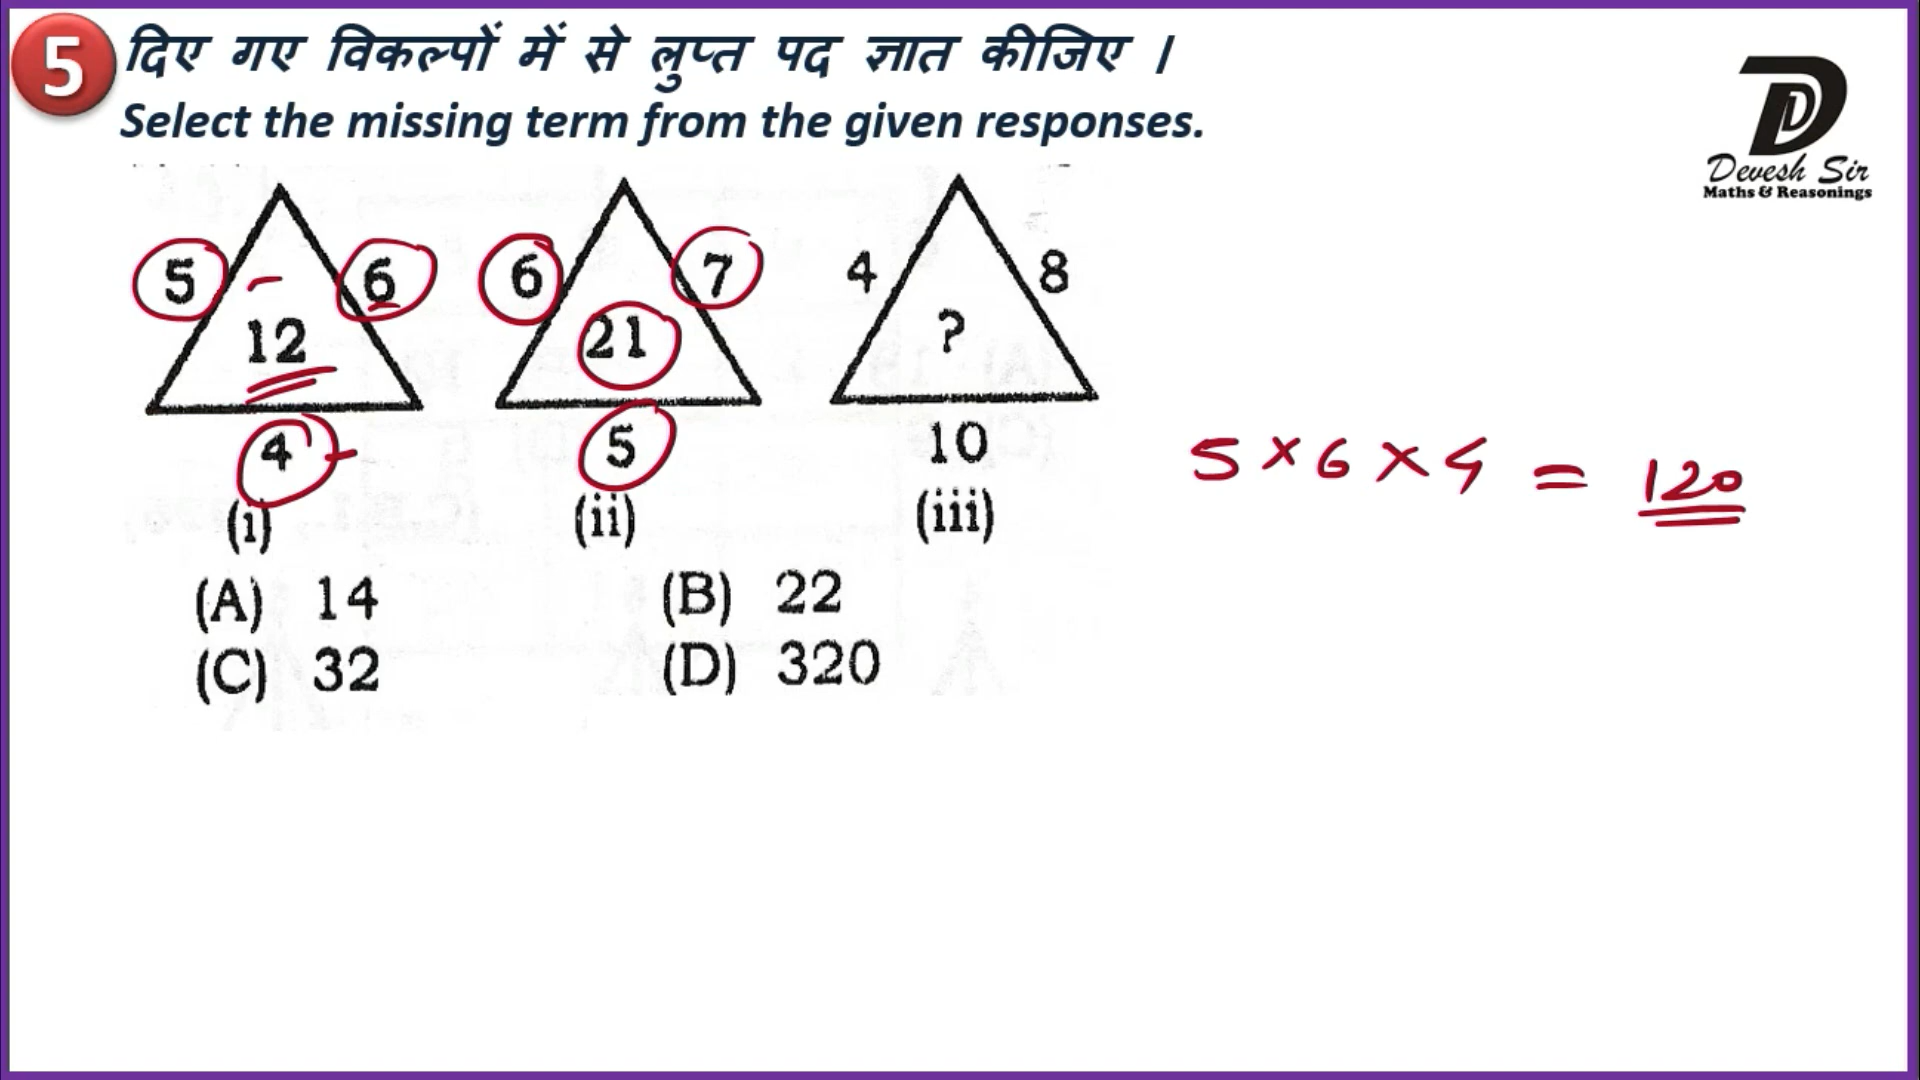 5 दिए गए विकल्पों में से लुप्त पद ज्ञात कीजिए ।
Select the missing term from the given responses.
D
Devesh Sir
Maths & Reasonings
5 6 6 7 4 8
12 21 ?
4 5 10
5 × 6 × 4 = 120
(i) (ii) (iii)
(A) 14 (B) 22
(C) 32 (D) 320